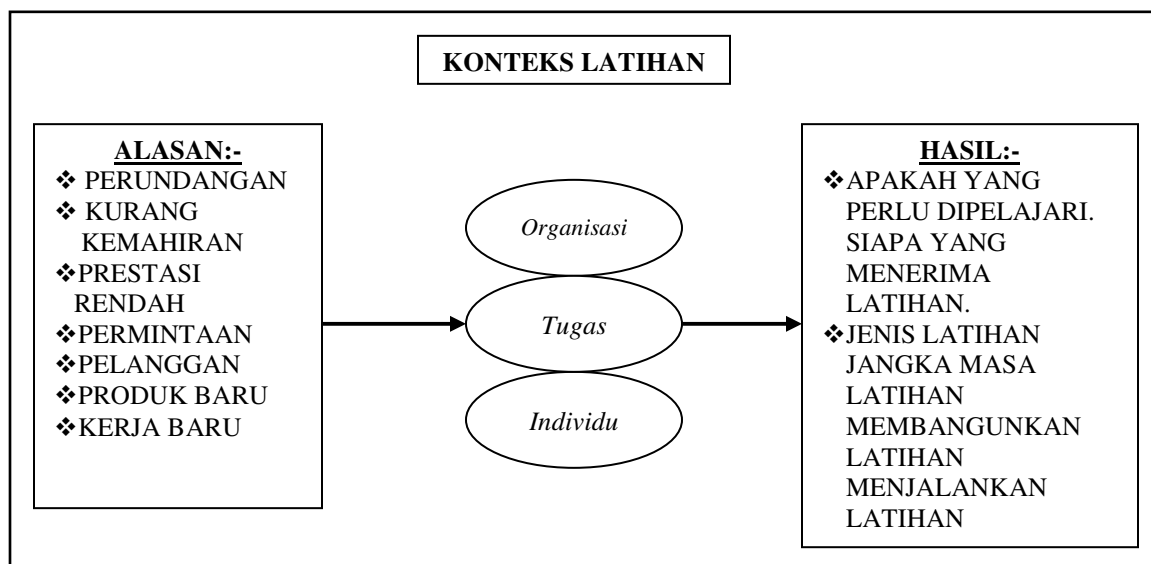 KONTEKS LATIHAN
ALASAN:-
❖ PERUNDANGAN
❖ KURANG
KEMAHIRAN
❖PRESTASI
RENDAH
❖PERMINTAAN
❖PELANGGAN
❖PRODUK BARU
❖KERJA BARU
Organisasi
Tugas
Individu
HASIL:-
❖APAKAH YANG
PERLU DIPELAJARI.
SIAPA YANG
MENERIMA
LATIHAN.
❖JENIS LATIHAN
JANGKA MASA
LATIHAN
MEMBANGUNKAN
LATIHAN
MENJALANKAN
LATIHAN